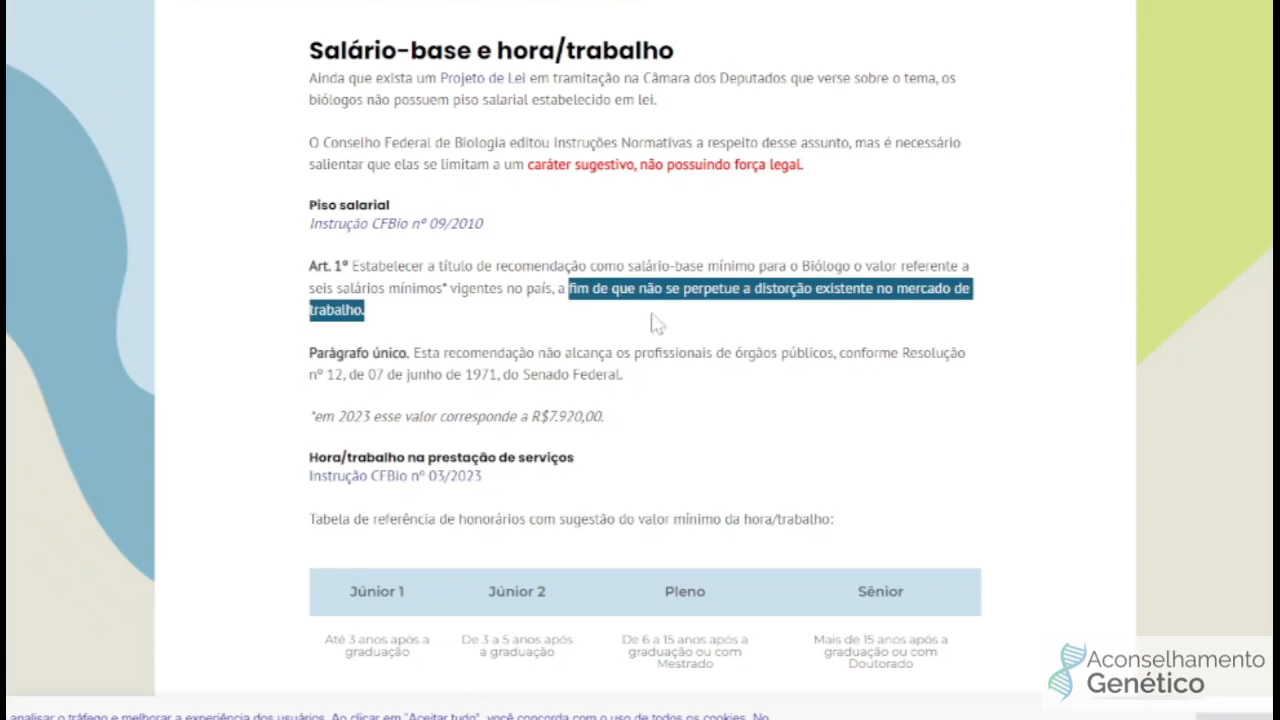 Salário-base e hora/trabalho
Ainda que exista um Projeto de Lei em tramitação na Câmara dos Deputados que verse sobre o tema, os
biólogos não possuem piso salarial estabelecido em lei.
O Conselho Federal de Biologia editou Instruções Normativas a respeito desse assunto, mas é necessário
salientar que elas se limitam a um caráter sugestivo, não possuindo força legal.
Piso salarial
Instrução CFBio nº 09/2010
Art. 1º Estabelecer a título de recomendação como salário-base mínimo para o Biólogo o valor referente a
seis salários mínimos* vigentes no país, a fim de que não se perpetue a distorção existente no mercado de
trabalho.
Parágrafo único. Esta recomendação não alcança os profissionais de órgãos públicos, conforme Resolução
nº 12, de 07 de junho de 1971, do Senado Federal.
*em 2023 esse valor corresponde a R$7.920,00.
Hora/trabalho na prestação de serviços
Instrução CFBio nº 03/2023
Tabela de referência de honorários com sugestão do valor mínimo da hora/trabalho:
Júnior 1 Júnior 2 Pleno Sênior
Até 3 anos após a De 3 a 5 anos após De 6 a 15 anos após a Mais de 15 anos após a
graduação a graduação graduação ou com graduação ou com
Mestrado Doutorado
Aconselhamento
Genético
analisar o tráfego e melhorar a experiência dos usuários. Ao clicar em "Aceitar tudo", você concorda com o uso de todos os cookies. No